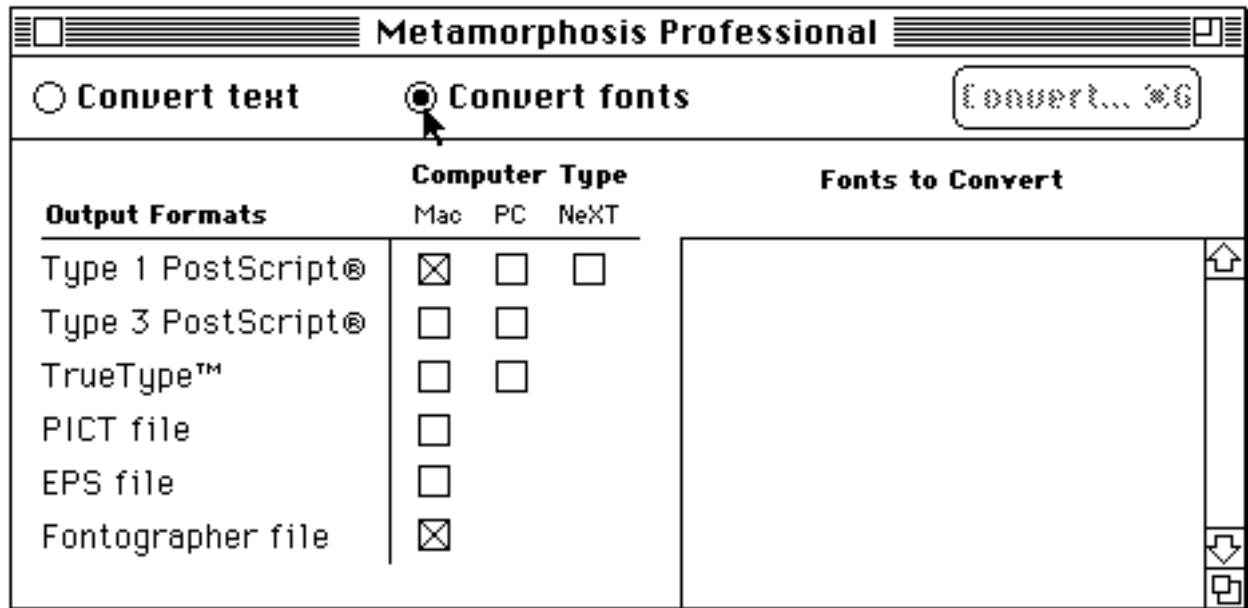 Metamorphosis Professional
Convert text Convert fonts Convert... ⌘G
Computer Type Fonts to Convert
Output Formats Mac PC NeXT
Type 1 PostScript®
Type 3 PostScript®
TrueType™
PICT file
EPS file
Fontographer file